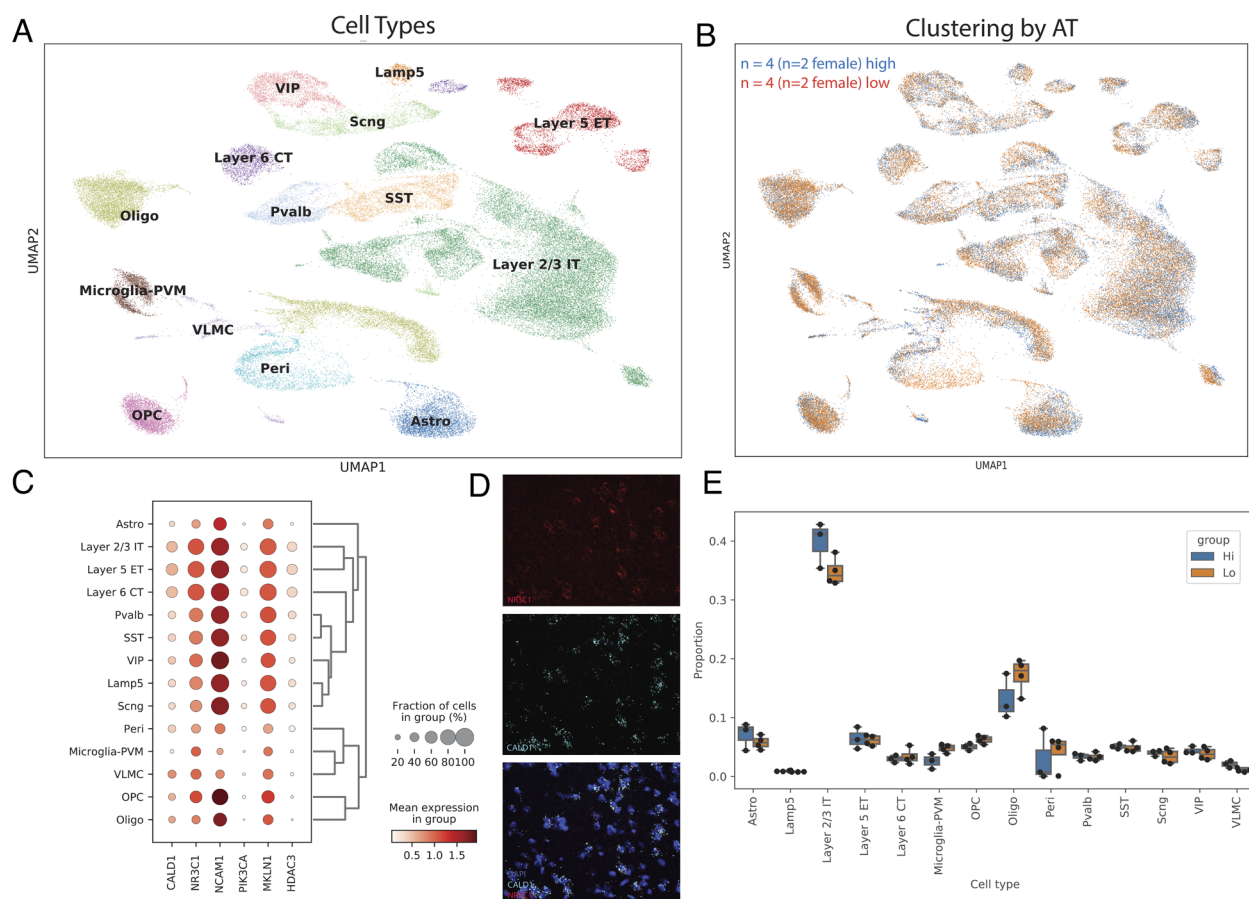 A
Cell Types
VIP
Lamp5
Scng
Layer 5 ET
Layer 6 CT
Oligo
Pvalb
SST
Layer 2/3 IT
Microglia-PVM
VLMC
Peri
OPC
Astro
UMAP2
UMAP1
B
Clustering by AT
n = 4 (n=2 female) high
n = 4 (n=2 female) low
UMAP2
UMAP1
C
Astro
Layer 2/3 IT
Layer 5 ET
Layer 6 CT
Pvalb
SST
VIP
Lamp5
Scng
Peri
Microglia-PVM
VLMC
OPC
Oligo
CALD1
NR3C1
NCAM1
PIK3CA
MKLN1
HDAC3
Fraction of cells
in group (%)
20 40 60 80 100
Mean expression
in group
0.5 1.0 1.5
D
NR3C1
CALD1
DAPI
CALD1
NR3C1
E
Proportion
0.4
0.3
0.2
0.1
0.0
group
Hi
Lo
Astro
Lamp5
Layer 2/3 IT
Layer 5 ET
Layer 6 CT
Microglia-PVM
OPC
Oligo
Peri
Pvalb
SST
Scng
VIP
VLMC
Cell type